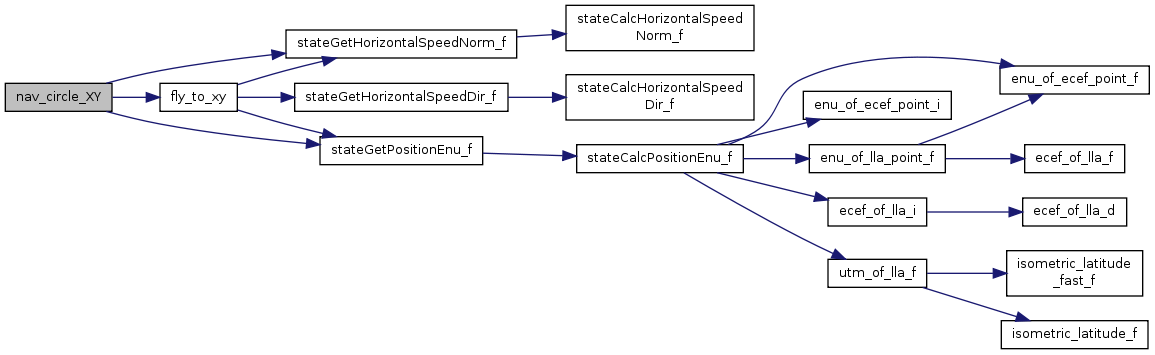 nav_circle_XY
fly_to_xy
stateGetHorizontalSpeedNorm_f
stateGetHorizontalSpeedDir_f
stateGetPositionEnu_f
stateCalcHorizontalSpeed
Norm_f
stateCalcHorizontalSpeed
Dir_f
stateCalcPositionEnu_f
enu_of_ecef_point_i
enu_of_lla_point_f
ecef_of_lla_i
utm_of_lla_f
enu_of_ecef_point_f
ecef_of_lla_f
ecef_of_lla_d
isometric_latitude
_fast_f
isometric_latitude_f